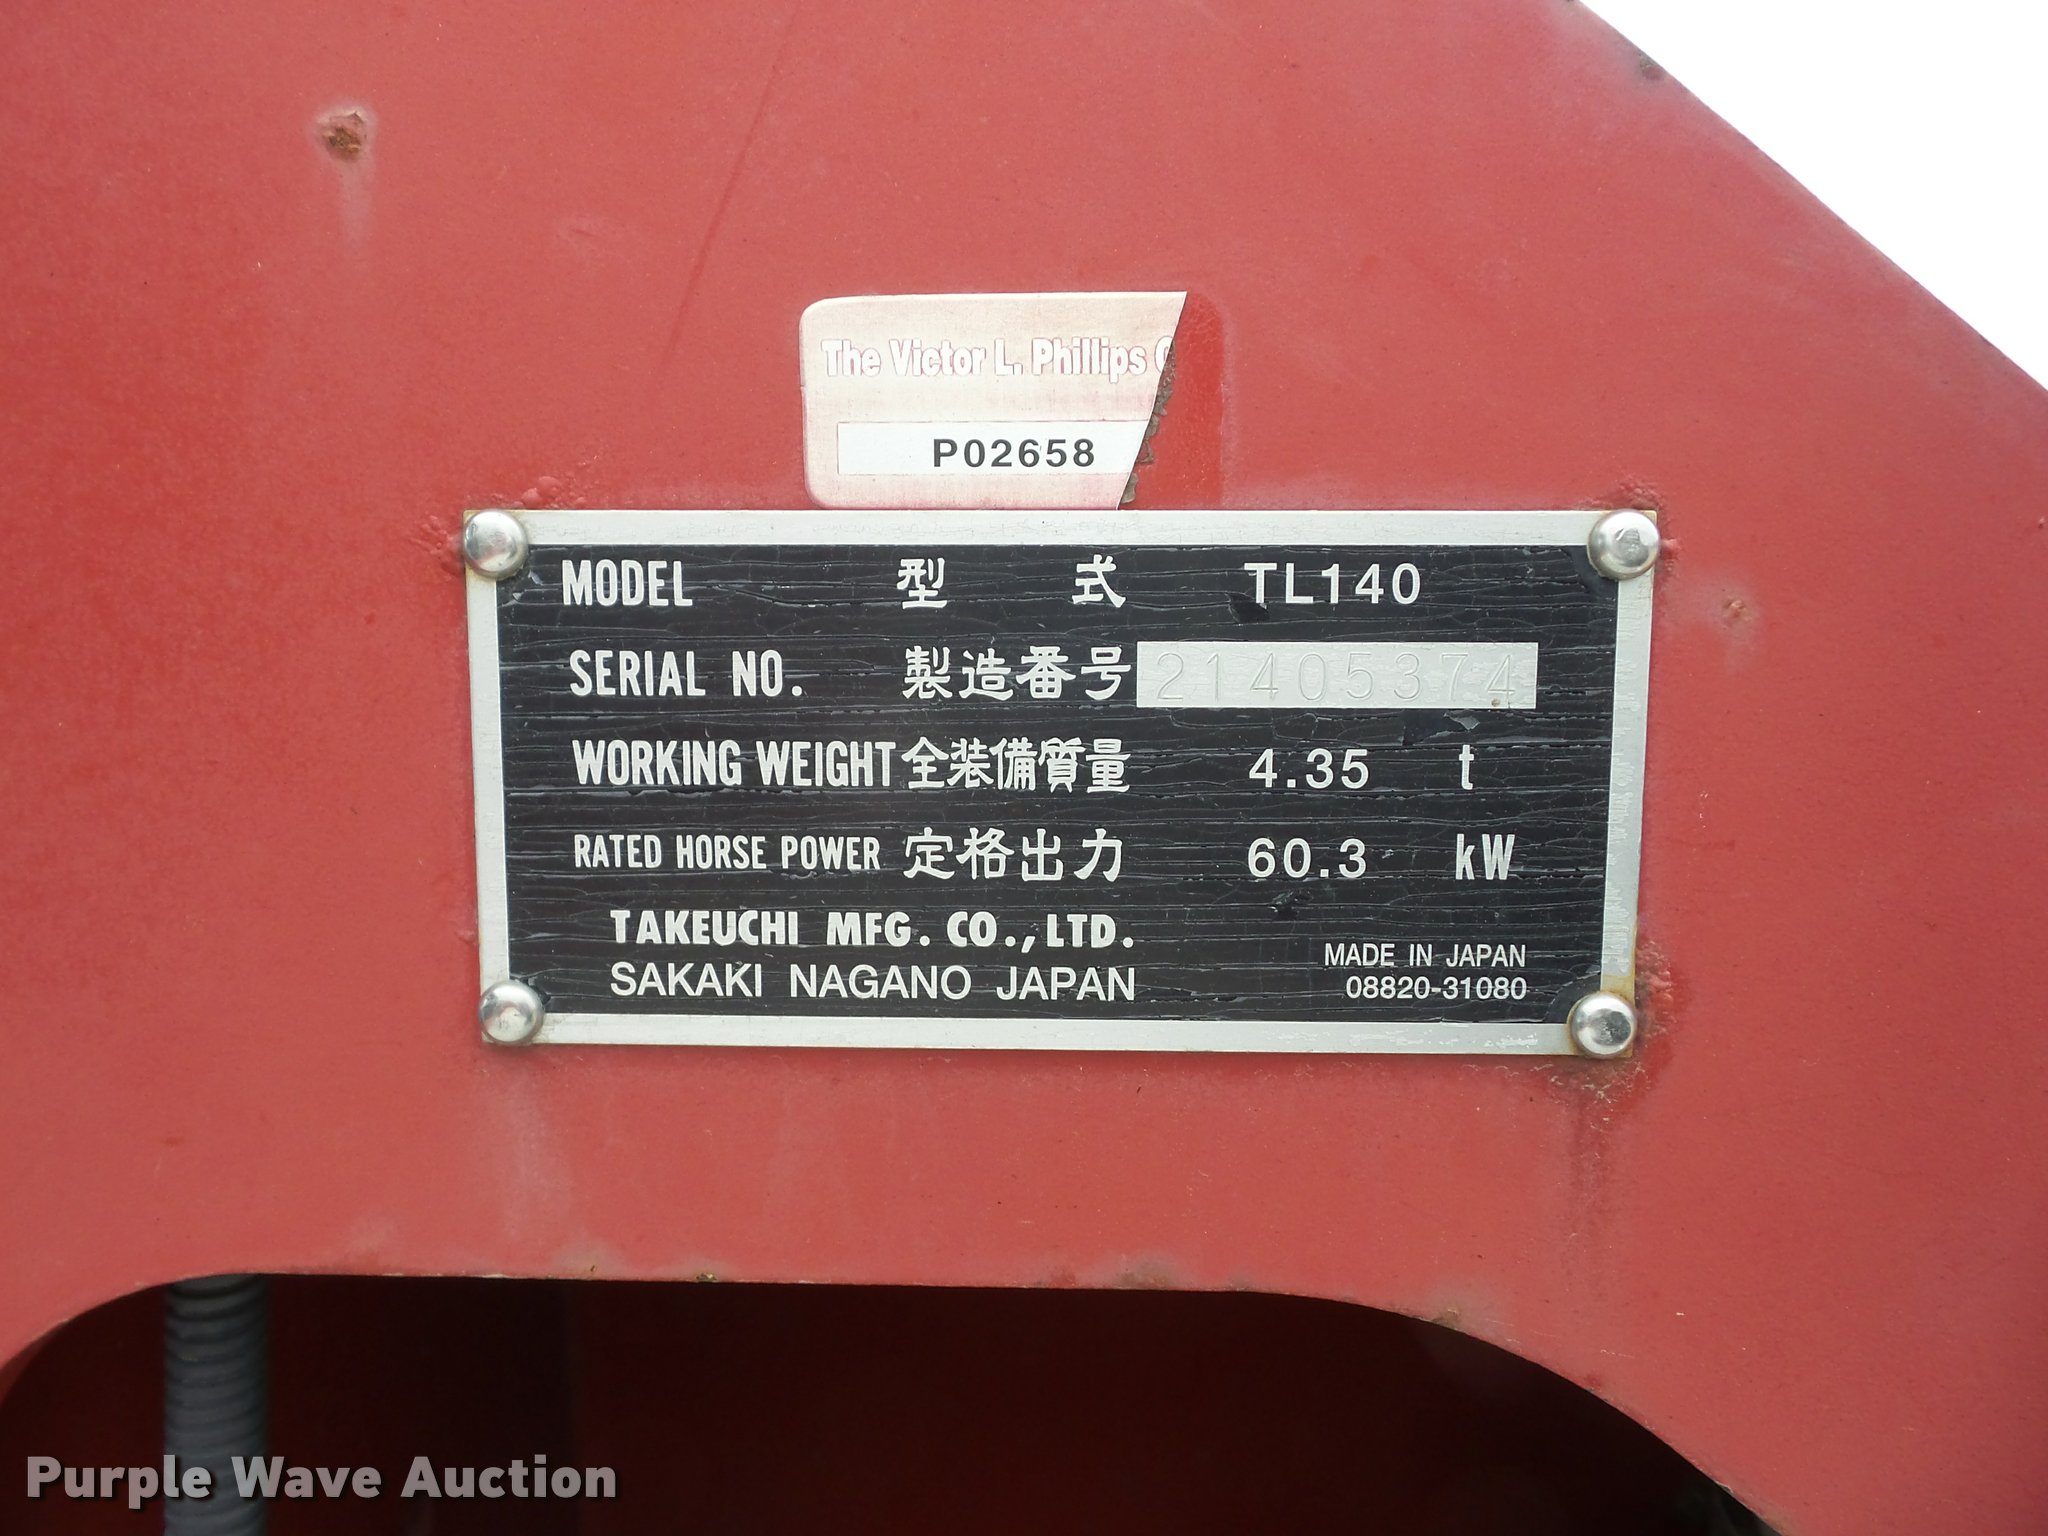 The Victor L. Phillips C
P02658
MODEL 型 式 TL140
SERIAL NO. 製造番号 21405374
WORKING WEIGHT 全装備質量 4.35 t
RATED HORSE POWER 定格出力 60.3 kW
TAKEUCHI MFG. CO., LTD.
SAKAKI NAGANO JAPAN
MADE IN JAPAN
08820-31080
Purple Wave Auction